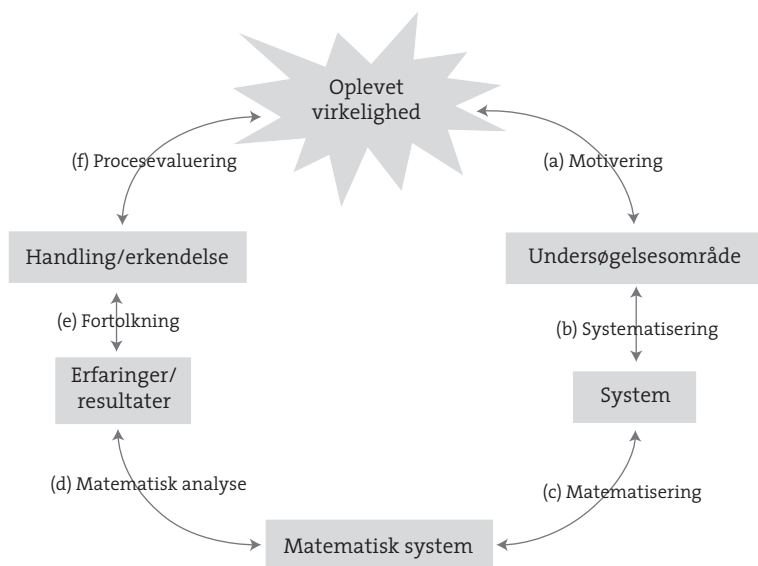 Oplevet
virkelighed
(f) Procesevaluering
(a) Motivering
Handling/erkendelse
Undersøgelsesområde
(e) Fortolkning
(b) Systematisering
Erfaringer/
resultater
System
(d) Matematisk analyse
(c) Matematisering
Matematisk system